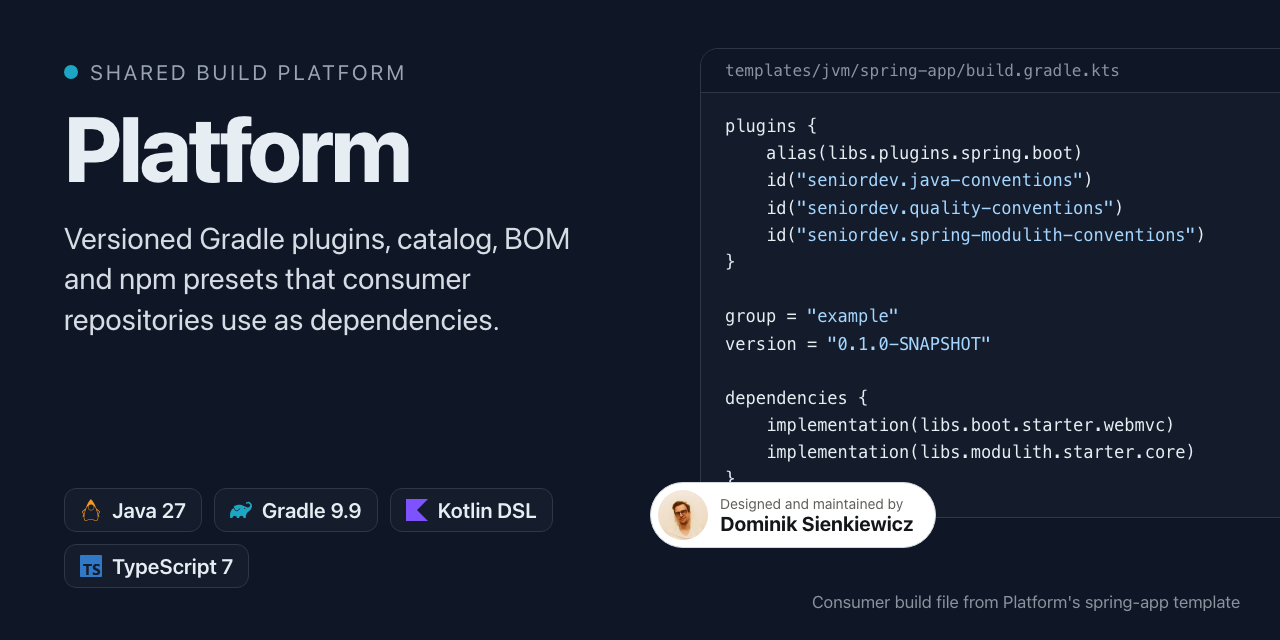 SHARED BUILD PLATFORM
Platform
Versioned Gradle plugins, catalog, BOM
and npm presets that consumer
repositories use as dependencies.
Java 27
Gradle 9.9
Kotlin DSL
TS
TypeScript 7
templates/jvm/spring-app/build.gradle.kts
plugins {
    alias(libs.plugins.spring.boot)
    id("seniordev.java-conventions")
    id("seniordev.quality-conventions")
    id("seniordev.spring-modulith-conventions")
}
group = "example"
version = "0.1.0-SNAPSHOT"
dependencies {
    implementation(libs.boot.starter.webmvc)
    implementation(libs.modulith.starter.core)
}
Designed and maintained by
Dominik Sienkiewicz
Consumer build file from Platform's spring-app template